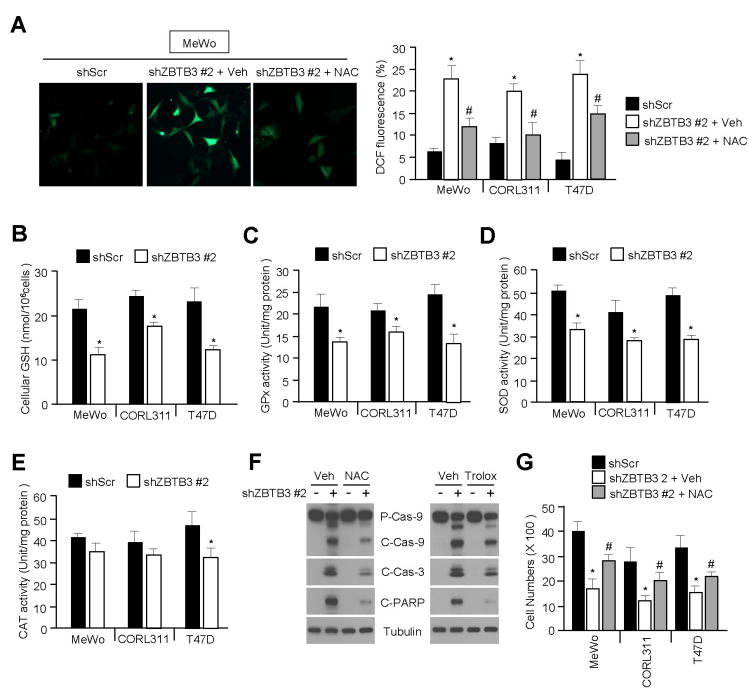 A
MeWo
shScr shZBTB3 #2 + Veh shZBTB3 #2 + NAC
DCF fluorescence (%)
30
25
20
15
10
5
0
MeWo CORL311 T47D
shScr
shZBTB3 #2 + Veh
shZBTB3 #2 + NAC
* # * # * #
B
shScr shZBTB3 #2
Cellular GSH (nmol/10⁶cells)
30
20
10
0
* * *
MeWo CORL311 T47D
C
shScr shZBTB3 #2
GPx activity (Unit/mg protein)
30
25
20
15
10
5
0
* * *
MeWo CORL311 T47D
D
shScr shZBTB3 #2
SOD activity (Unit/mg protein)
60
50
40
30
20
10
0
* * *
MeWo CORL311 T47D
E
shScr shZBTB3 #2
CAT activity (Unit/mg protein)
60
50
40
30
20
10
0
*
MeWo CORL311 T47D
F
Veh NAC Veh Trolox
shZBTB3 #2 - + - + - + - +
P-Cas-9
C-Cas-9
C-Cas-3
C-PARP
Tubulin
G
shScr
shZBTB3 2 + Veh
shZBTB3 #2 + NAC
Cell Numbers (X 100)
50
40
30
20
10
0
* # * # * #
MeWo
CORL311
T47D